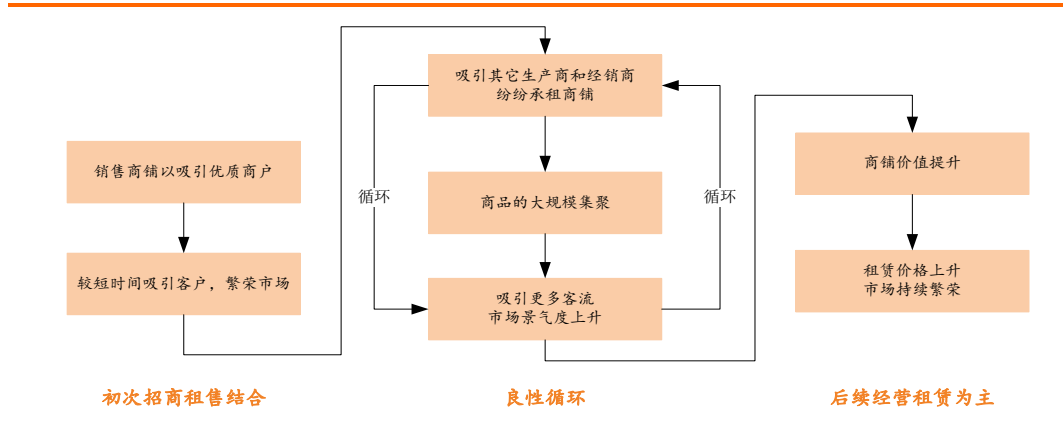 销售商铺以吸引优质商户
较短时间吸引客户，繁荣市场
初次招商租售结合
吸引其它生产商和经销商
纷纷承租商铺
循环
商品的大规模集聚
循环
吸引更多客流
市场景气度上升
良性循环
商铺价值提升
租赁价格上升
市场持续繁荣
后续经营租赁为主